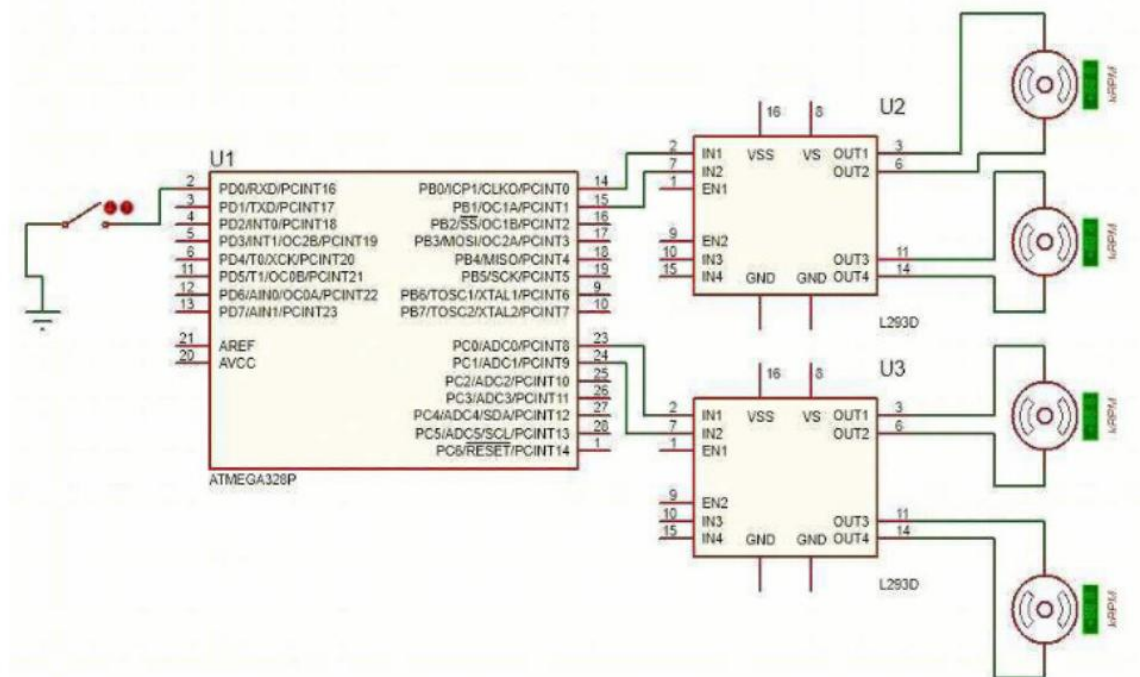 U1
2 PD0/RXD/PCINT16
3 PD1/TXD/PCINT17
4 PD2/INT0/PCINT18
5 PD3/INT1/OC2B/PCINT19
6 PD4/T0/XCK/PCINT20
11 PD5/T1/OC0B/PCINT21
12 PD6/AIN0/OC0A/PCINT22
13 PD7/AIN1/PCINT23
21 AREF
20 AVCC
PB0/ICP1/CLKO/PCINT0 14
PB1/OC1A/PCINT1 15
PB2/SS/OC1B/PCINT2 16
PB3/MOSI/OC2A/PCINT3 17
PB4/MISO/PCINT4 18
PB5/SCK/PCINT5 19
PB6/TOSC1/XTAL1/PCINT6 9
PB7/TOSC2/XTAL2/PCINT7 10
PC0/ADC0/PCINT8 23
PC1/ADC1/PCINT9 24
PC2/ADC2/PCINT10 25
PC3/ADC3/PCINT11 26
PC4/ADC4/SDA/PCINT12 27
PC5/ADC5/SCL/PCINT13 28
PC6/RESET/PCINT14 1
ATMEGA328P
U2
16 8
2 IN1 VSS VS OUT1 3
7 IN2 OUT2 6
1 EN1
9 EN2
10 IN3 OUT3 11
15 IN4 GND GND OUT4 14
L293D
kRPM
kRPM
U3
16 8
2 IN1 VSS VS OUT1 3
7 IN2 OUT2 6
1 EN1
9 EN2
10 IN3 OUT3 11
15 IN4 GND GND OUT4 14
L293D
kRPM
kRPM